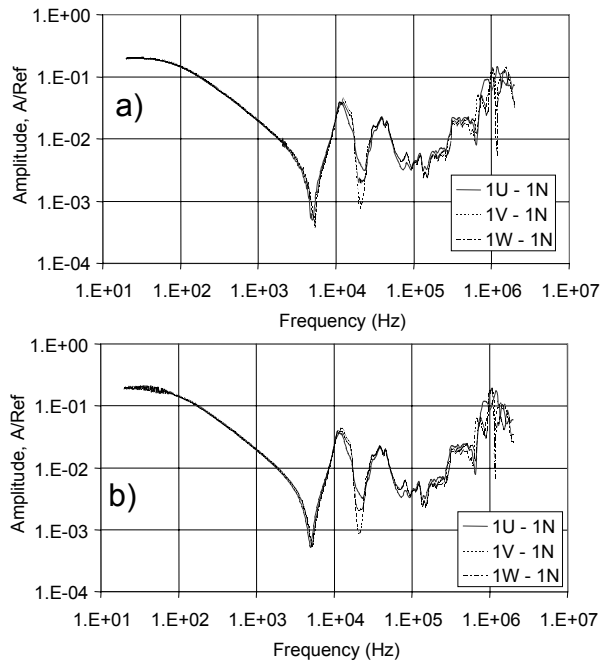 1.E+00
1.E-01
1.E-02
1.E-03
1.E-04
Amplitude, A/Ref
a)
1U - 1N
1V - 1N
1W - 1N
1.E+01 1.E+02 1.E+03 1.E+04 1.E+05 1.E+06 1.E+07
Frequency (Hz)
1.E+00
1.E-01
1.E-02
1.E-03
1.E-04
Amplitude, A/Ref
b)
1U - 1N
1V - 1N
1W - 1N
1.E+01 1.E+02 1.E+03 1.E+04 1.E+05 1.E+06 1.E+07
Frequency (Hz)